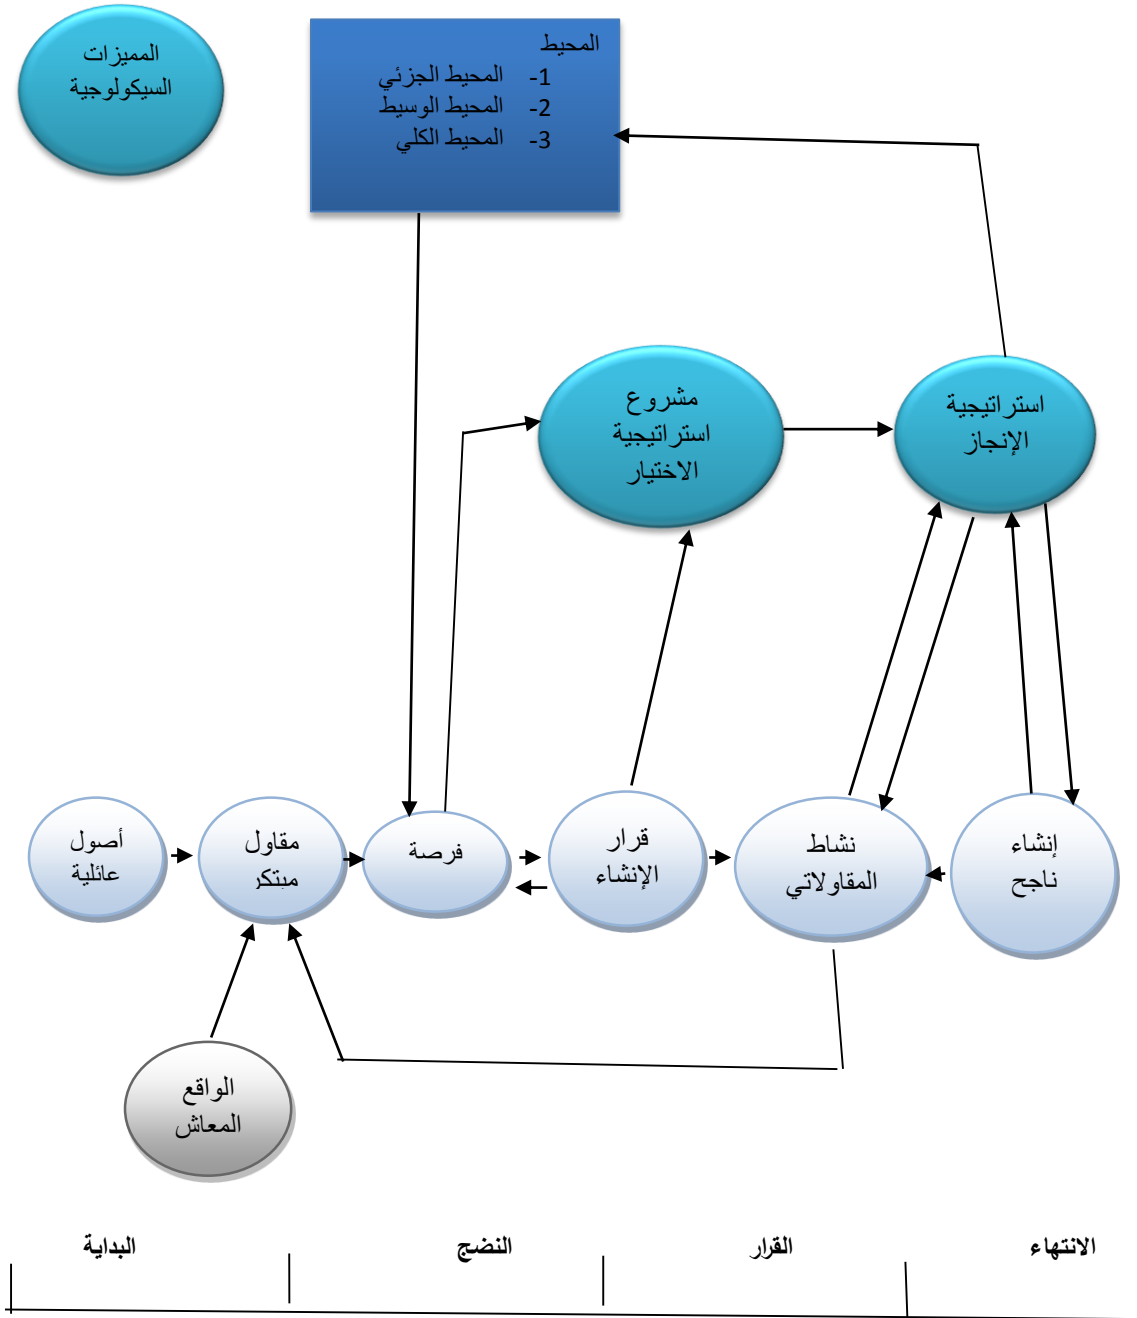 المميزات
السيكولوجية
المحيط
1- المحيط الجزئي
2- المحيط الوسيط
3- المحيط الكلي
مشروع
استراتيجية
الاختيار
استراتيجية
الإنجاز
أصول
عائلية
مقاول
مبتكر
فرصة
قرار
الإنشاء
نشاط
المقاولاتي
إنشاء
ناجح
الواقع
المعاش
البداية
النضج
القرار
الانتهاء